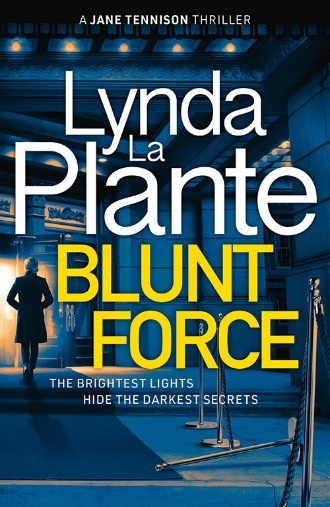 A JANE TENNISON THRILLER
Lynda
La
Plante
BLUNT
FORCE
THE BRIGHTEST LIGHTS
HIDE THE DARKEST SECRETS